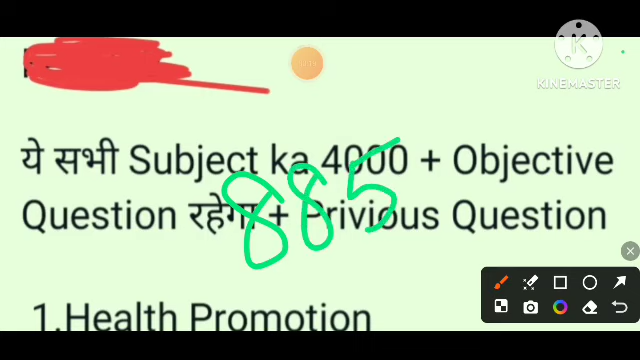 KINEMASTER
ये सभी Subject ka 4000 + Objective
Question रहेगा + Privious Question
885
1.Health Promotion